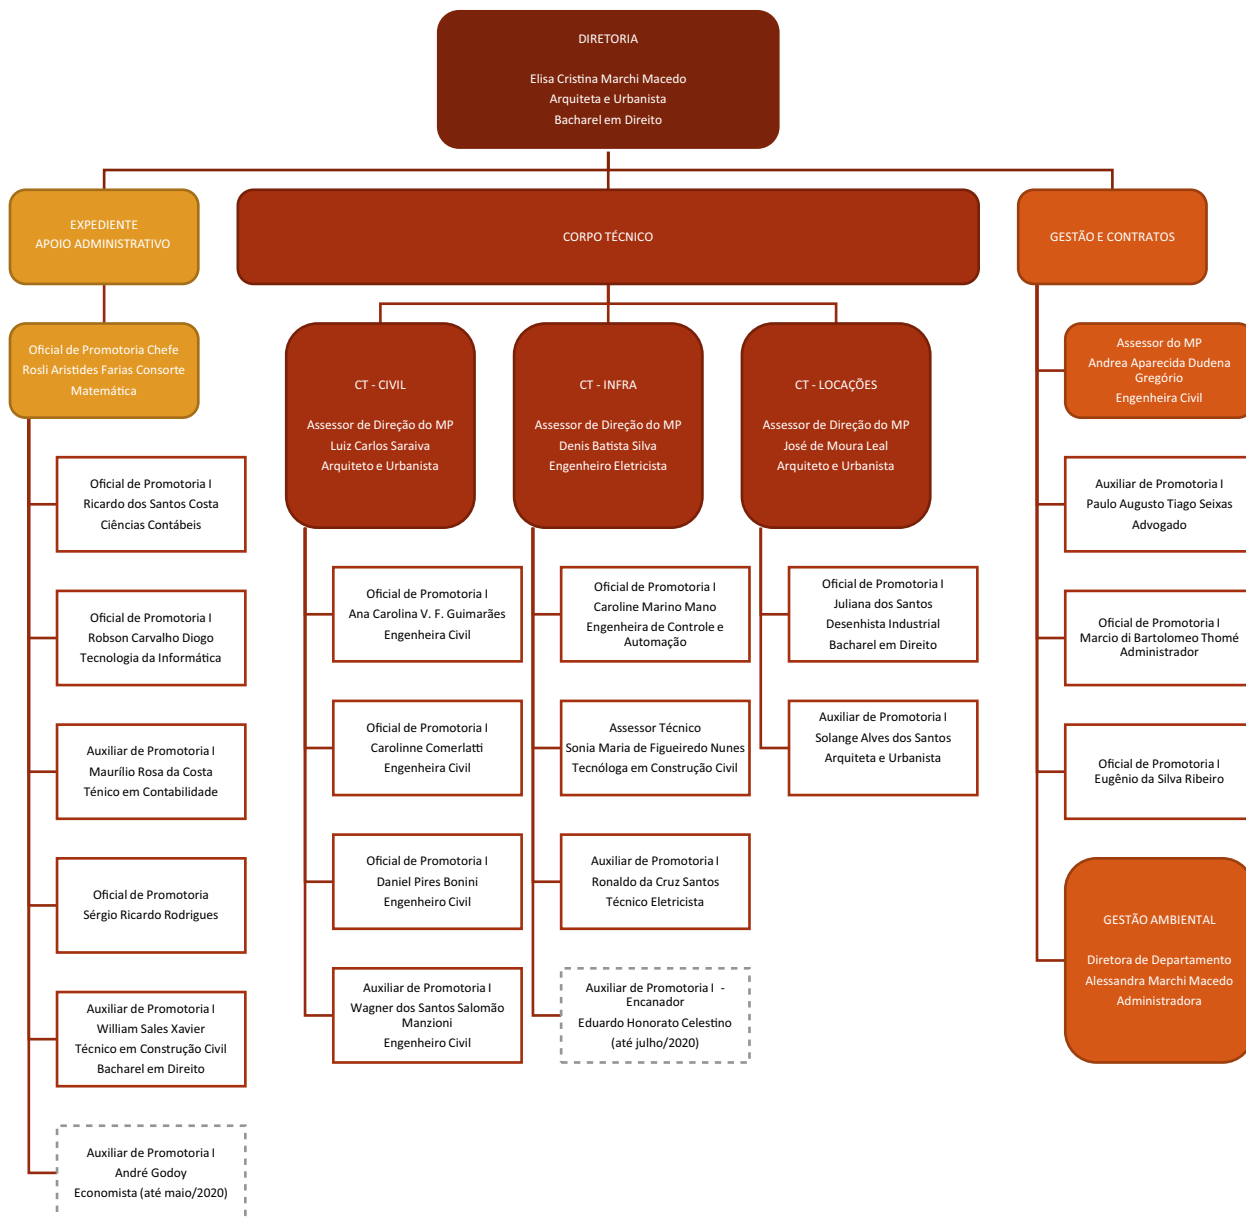 DIRETORIA
Elisa Cristina Marchi Macedo
Arquiteta e Urbanista
Bacharel em Direito
EXPEDIENTE
APOIO ADMINISTRATIVO
CORPO TÉCNICO
GESTÃO E CONTRATOS
Oficial de Promotoria Chefe
Rosli Aristides Farias Consorte
Matemática
Oficial de Promotoria I
Ricardo dos Santos Costa
Ciências Contábeis
Oficial de Promotoria I
Robson Carvalho Diogo
Tecnologia da Informática
Auxiliar de Promotoria I
Maurílio Rosa da Costa
Ténico em Contabilidade
Oficial de Promotoria
Sérgio Ricardo Rodrigues
Auxiliar de Promotoria I
William Sales Xavier
Técnico em Construção Civil
Bacharel em Direito
Auxiliar de Promotoria I
André Godoy
Economista (até maio/2020)
CT - CIVIL
Assessor de Direção do MP
Luiz Carlos Saraiva
Arquiteto e Urbanista
Oficial de Promotoria I
Ana Carolina V. F. Guimarães
Engenheira Civil
Oficial de Promotoria I
Carolinne Comerlatti
Engenheira Civil
Oficial de Promotoria I
Daniel Pires Bonini
Engenheiro Civil
Auxiliar de Promotoria I
Wagner dos Santos Salomão
Manzioni
Engenheiro Civil
CT - INFRA
Assessor de Direção do MP
Denis Batista Silva
Engenheiro Eletricista
Oficial de Promotoria I
Caroline Marino Mano
Engenheira de Controle e
Automação
Assessor Técnico
Sonia Maria de Figueiredo Nunes
Tecnóloga em Construção Civil
Auxiliar de Promotoria I
Ronaldo da Cruz Santos
Técnico Eletricista
Auxiliar de Promotoria I -
Encanador
Eduardo Honorato Celestino
(até julho/2020)
CT - LOCAÇÕES
Assessor de Direção do MP
José de Moura Leal
Arquiteto e Urbanista
Oficial de Promotoria I
Juliana dos Santos
Desenhista Industrial
Bacharel em Direito
Auxiliar de Promotoria I
Solange Alves dos Santos
Arquiteta e Urbanista
Assessor do MP
Andrea Aparecida Dudena
Gregório
Engenheira Civil
Auxiliar de Promotoria I
Paulo Augusto Tiago Seixas
Advogado
Oficial de Promotoria I
Marcio di Bartolomeo Thomé
Administrador
Oficial de Promotoria I
Eugênio da Silva Ribeiro
GESTÃO AMBIENTAL
Diretora de Departamento
Alessandra Marchi Macedo
Administradora